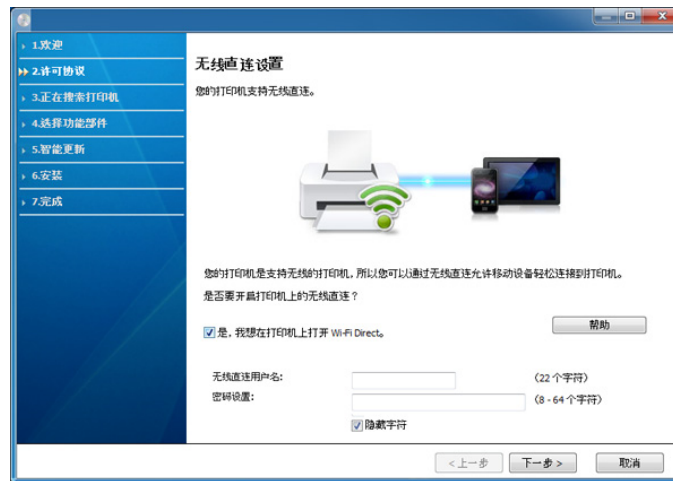 1.欢迎
2.许可协议
3.正在搜索打印机
4.选择功能部件
5.智能更新
6.安装
7.完成
无线直连设置
您的打印机支持无线直连。
您的打印机是支持无线的打印机，所以您可以通过无线直连允许移动设备轻松连接到打印机。
是否要开启打印机上的无线直连？
是，我想在打印机上打开 Wi-Fi Direct。
帮助
无线直连用户名： （22 个字符）
密码设置： （8 - 64 个字符）
隐藏字符
<上一步 下一步 > 取消